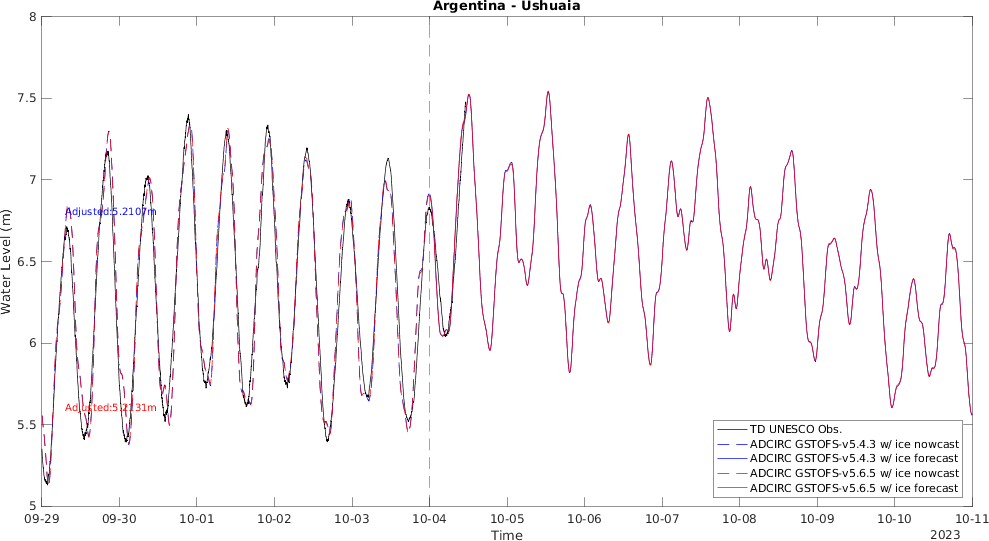 Argentina - Ushuaia
Water Level (m)
8
7.5
7
6.5
6
5.5
5
Adjusted:5.2107m
Adjusted:5.2131m
TD UNESCO Obs.
ADCIRC GSTOFS-v5.4.3 w/ ice nowcast
ADCIRC GSTOFS-v5.4.3 w/ ice forecast
ADCIRC GSTOFS-v5.6.5 w/ ice nowcast
ADCIRC GSTOFS-v5.6.5 w/ ice forecast
09-29 09-30 10-01 10-02 10-03 10-04 10-05 10-06 10-07 10-08 10-09 10-10 10-11
Time
2023